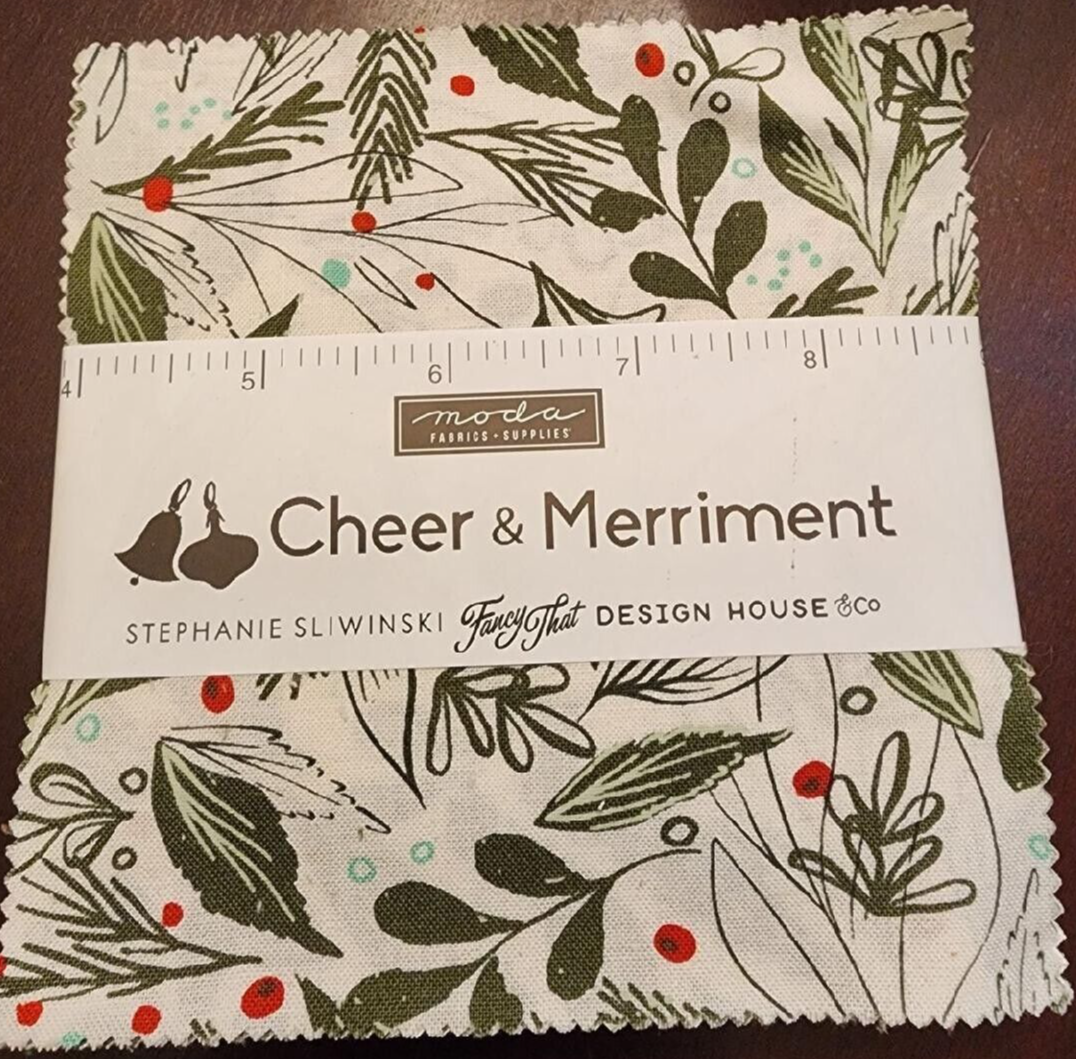 4 5 6 7 8
moda
FABRICS + SUPPLIES
Cheer & Merriment
STEPHANIE SLIWINSKI Fancy That DESIGN HOUSE & Co